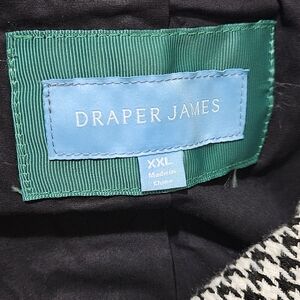 DRAPER JAMES
XXL
Made in
China